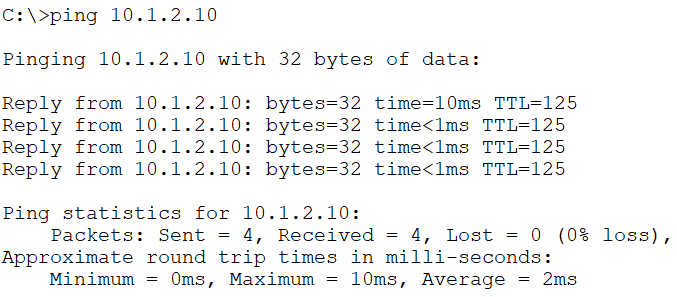 C:\>ping 10.1.2.10
Pinging 10.1.2.10 with 32 bytes of data:
Reply from 10.1.2.10: bytes=32 time=10ms TTL=125
Reply from 10.1.2.10: bytes=32 time<1ms TTL=125
Reply from 10.1.2.10: bytes=32 time<1ms TTL=125
Reply from 10.1.2.10: bytes=32 time<1ms TTL=125
Ping statistics for 10.1.2.10:
    Packets: Sent = 4, Received = 4, Lost = 0 (0% loss),
Approximate round trip times in milli-seconds:
    Minimum = 0ms, Maximum = 10ms, Average = 2ms